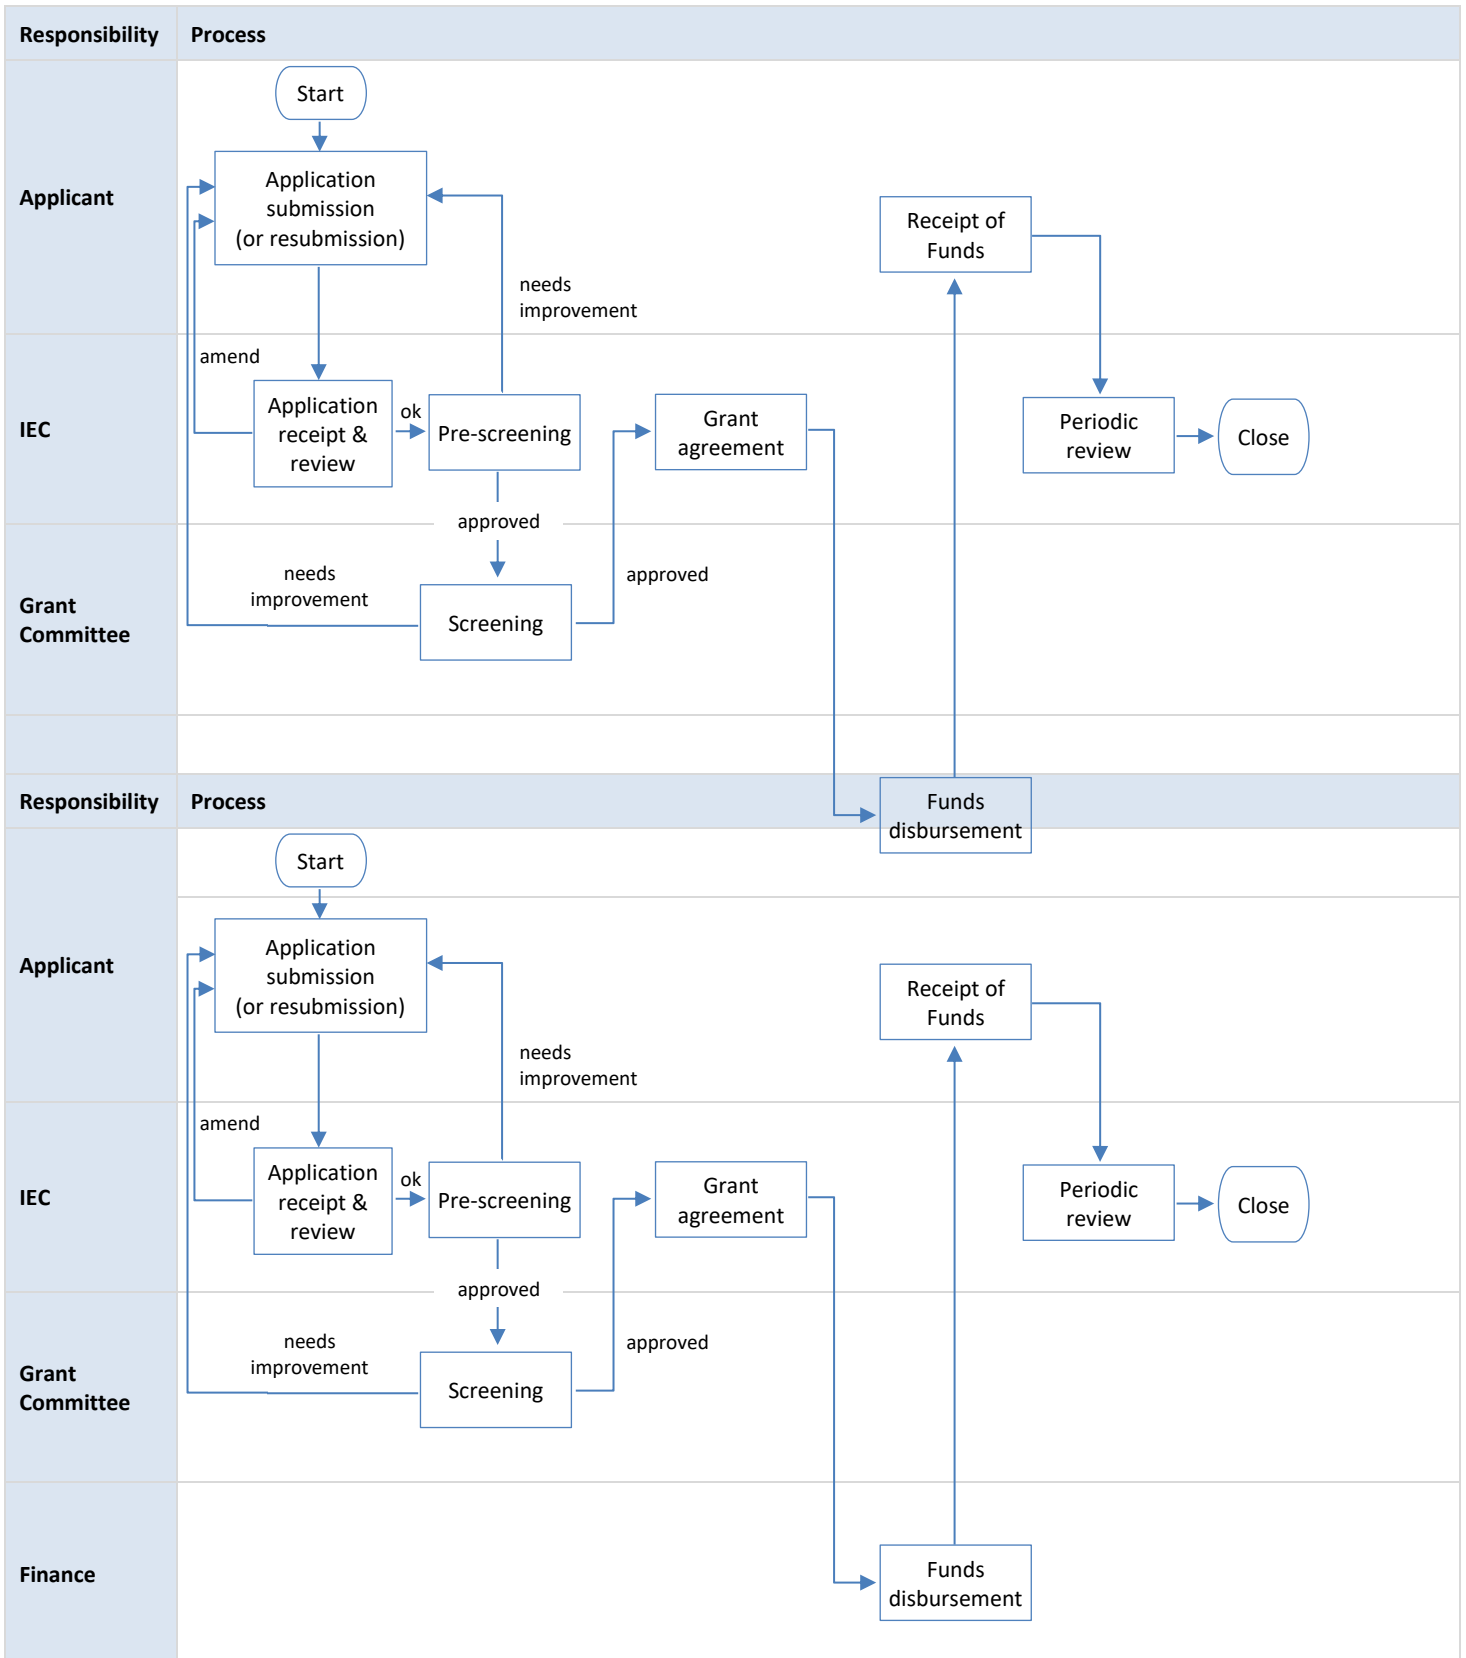 Responsibility Process
Start
Applicant
Application
submission
(or resubmission)
Receipt of
Funds
needs
improvement
amend
IEC
Application
receipt &
review
ok
Pre-screening
Grant
agreement
Periodic
review
Close
approved
Grant
Committee
needs
improvement
Screening
approved
Responsibility Process
Funds
disbursement
Start
Applicant
Application
submission
(or resubmission)
Receipt of
Funds
needs
improvement
amend
IEC
Application
receipt &
review
ok
Pre-screening
Grant
agreement
Periodic
review
Close
approved
Grant
Committee
needs
improvement
Screening
approved
Finance
Funds
disbursement